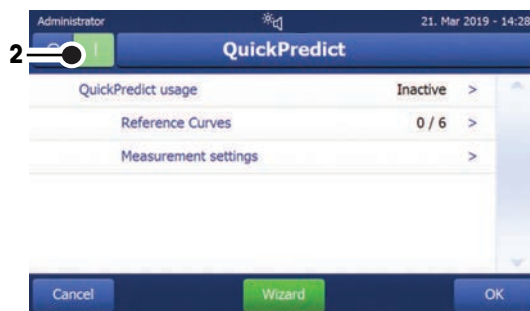 Administrator 21. Mar 2019 - 14:28
2 QuickPredict
QuickPredict usage Inactive >
Reference Curves 0 / 6 >
Measurement settings >
Cancel Wizard OK